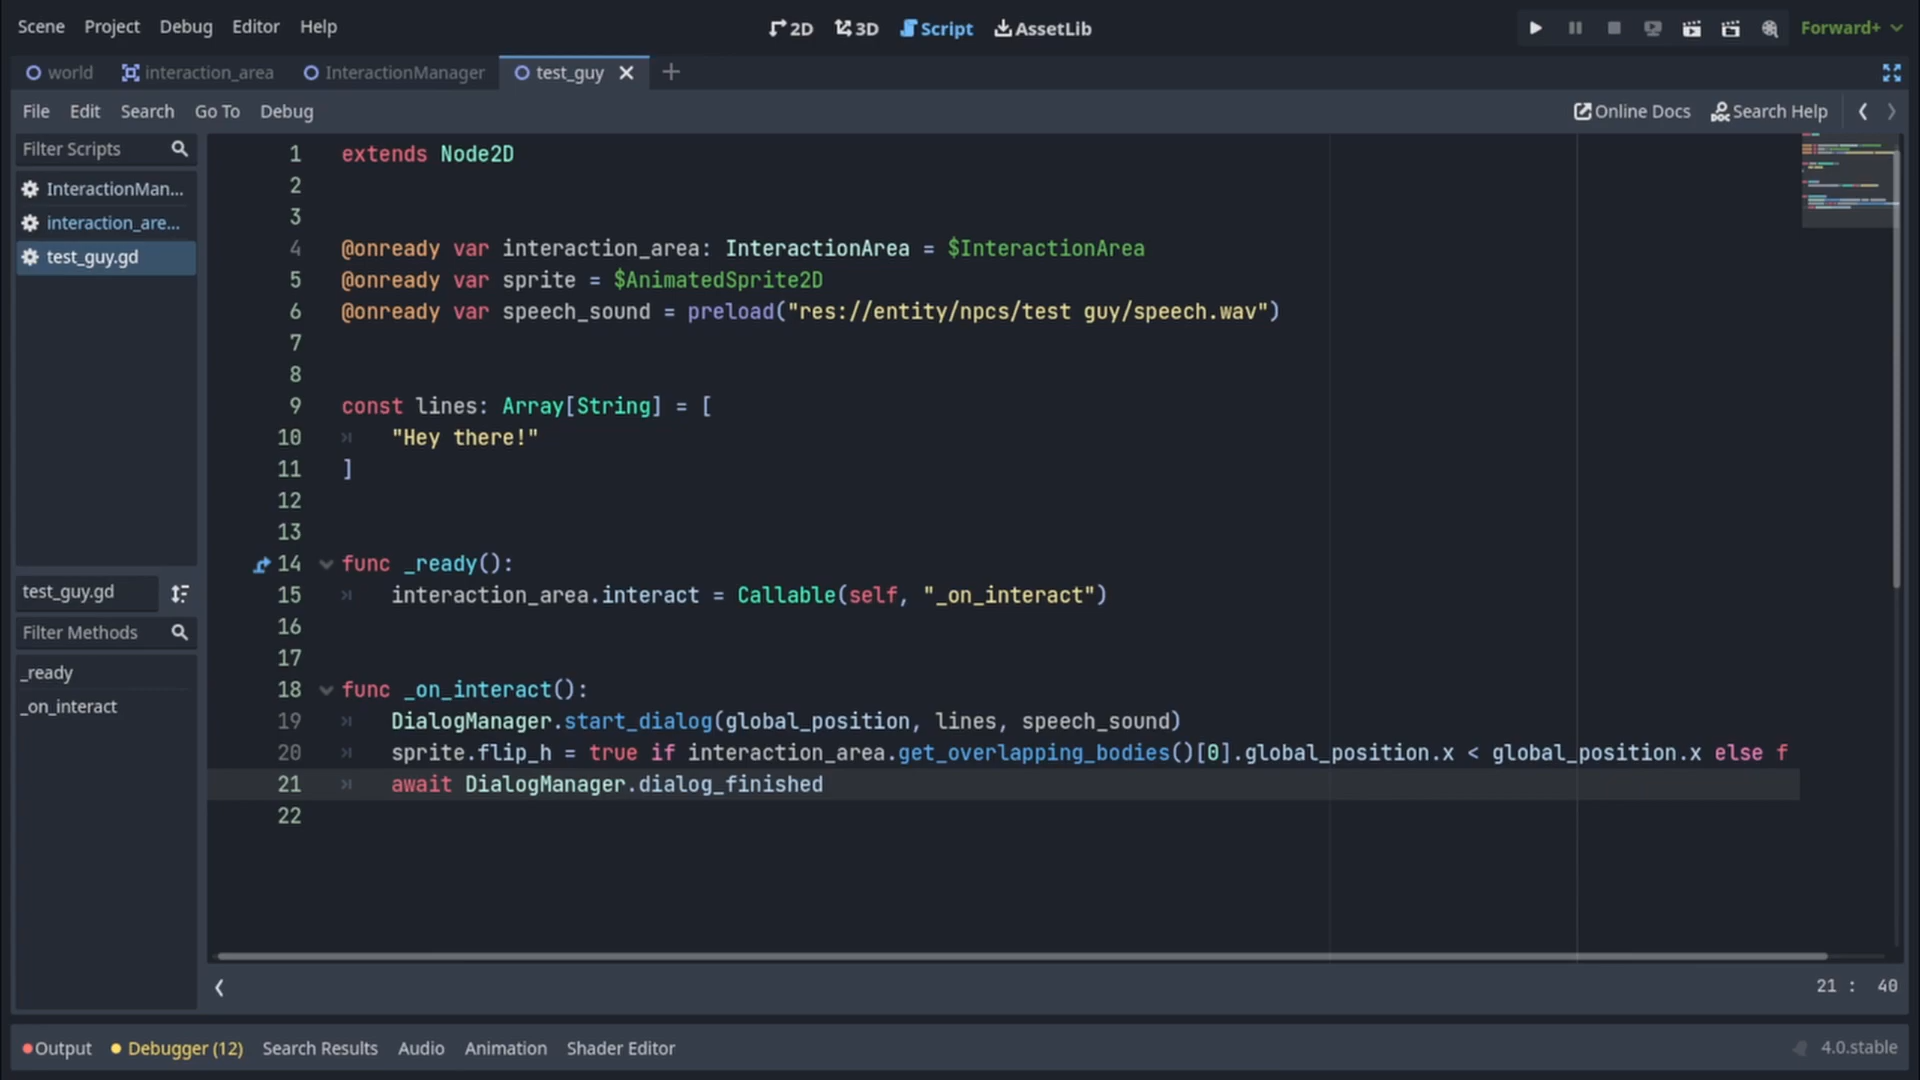 Scene Project Debug Editor Help
2D 3D Script AssetLib
Forward+
world interaction_area InteractionManager test_guy
File Edit Search Go To Debug
Online Docs Search Help
Filter Scripts
InteractionMan...
interaction_are...
test_guy.gd
test_guy.gd
Filter Methods
_ready
_on_interact
1 extends Node2D
2
3
4 @onready var interaction_area: InteractionArea = $InteractionArea
5 @onready var sprite = $AnimatedSprite2D
6 @onready var speech_sound = preload("res://entity/npcs/test guy/speech.wav")
7
8
9 const lines: Array[String] = [
10 "Hey there!"
11 ]
12
13
14 func _ready():
15 interaction_area.interact = Callable(self, "_on_interact")
16
17
18 func _on_interact():
19 DialogManager.start_dialog(global_position, lines, speech_sound)
20 sprite.flip_h = true if interaction_area.get_overlapping_bodies()[0].global_position.x < global_position.x else f
21 await DialogManager.dialog_finished
22
21 : 40
Output Debugger (12) Search Results Audio Animation Shader Editor
4.0.stable